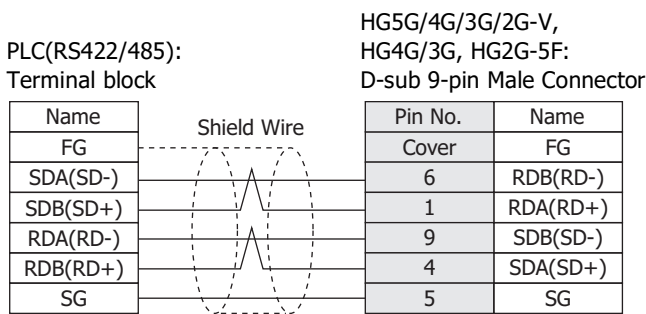 PLC(RS422/485):
Terminal block
HG5G/4G/3G/2G-V,
HG4G/3G, HG2G-5F:
D-sub 9-pin Male Connector
Name
Shield Wire
Pin No.
Name
FG
Cover
FG
SDA(SD-)
6
RDB(RD-)
SDB(SD+)
1
RDA(RD+)
RDA(RD-)
9
SDB(SD-)
RDB(RD+)
4
SDA(SD+)
SG
5
SG